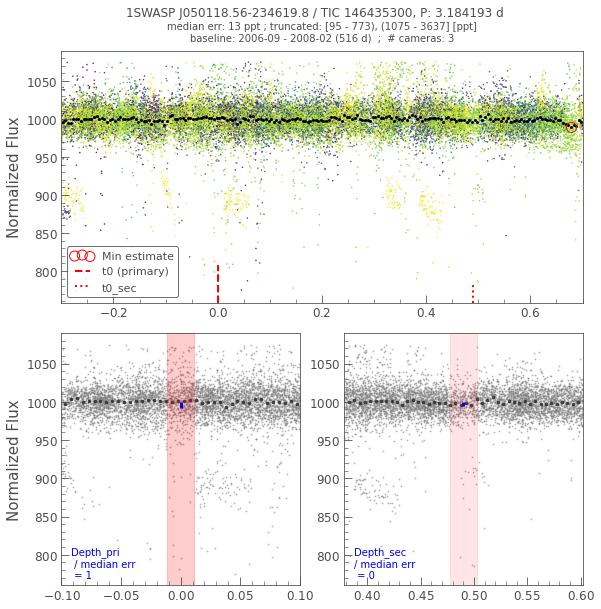 1SWASP J050118.56-234619.8 / TIC 146435300, P: 3.184193 d
median err: 13 ppt ; truncated: [95 - 773), (1075 - 3637] [ppt]
baseline: 2006-09 - 2008-02 (516 d)  ;  # cameras: 3
Normalized Flux
1050
1000
950
900
850
800
Min estimate
t0 (primary)
t0_sec
−0.2
0.0
0.2
0.4
0.6
Normalized Flux
1050
1000
950
900
850
800
Depth_pri
/ median err
= 1
−0.10
−0.05
0.00
0.05
0.10
1050
1000
950
900
850
800
Depth_sec
/ median err
= 0
0.40
0.45
0.50
0.55
0.60